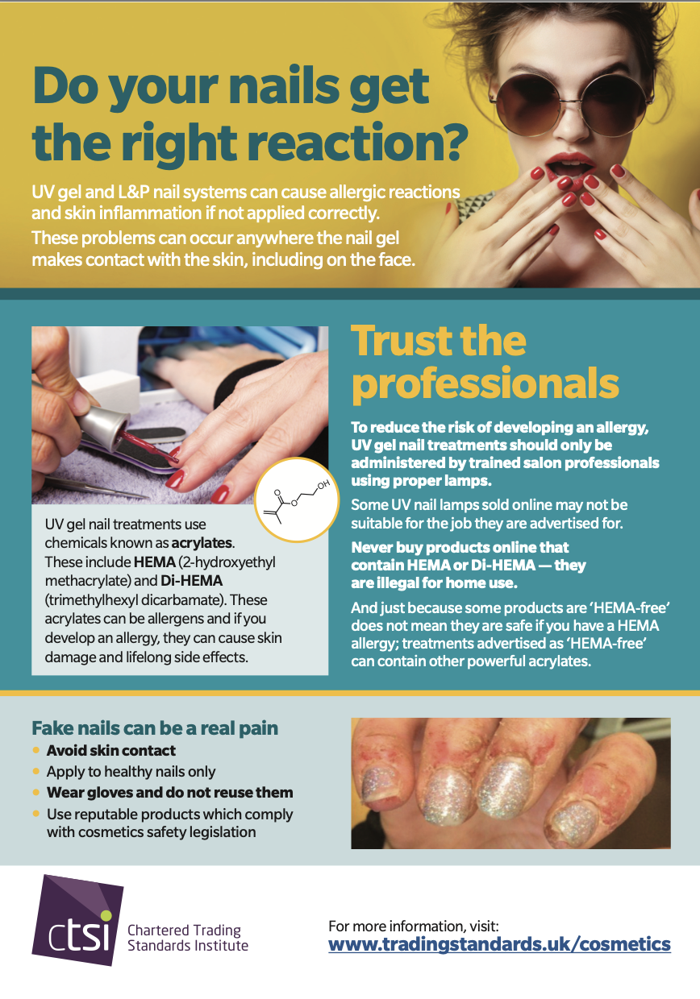 Do your nails get
the right reaction?
UV gel and L&P nail systems can cause allergic reactions
and skin inflammation if not applied correctly.
These problems can occur anywhere the nail gel
makes contact with the skin, including on the face.
OH
O
O
UV gel nail treatments use
chemicals known as acrylates.
These include HEMA (2-hydroxyethyl
methacrylate) and Di-HEMA
(trimethylhexyl dicarbamate). These
acrylates can be allergens and if you
develop an allergy, they can cause skin
damage and lifelong side effects.
Trust the
professionals
To reduce the risk of developing an allergy,
UV gel nail treatments should only be
administered by trained salon professionals
using proper lamps.
Some UV nail lamps sold online may not be
suitable for the job they are advertised for.
Never buy products online that
contain HEMA or Di-HEMA — they
are illegal for home use.
And just because some products are ‘HEMA-free’
does not mean they are safe if you have a HEMA
allergy; treatments advertised as ‘HEMA-free’
can contain other powerful acrylates.
Fake nails can be a real pain
• Avoid skin contact
• Apply to healthy nails only
• Wear gloves and do not reuse them
• Use reputable products which comply
with cosmetics safety legislation
ctsi
Chartered Trading
Standards Institute
For more information, visit:
www.tradingstandards.uk/cosmetics